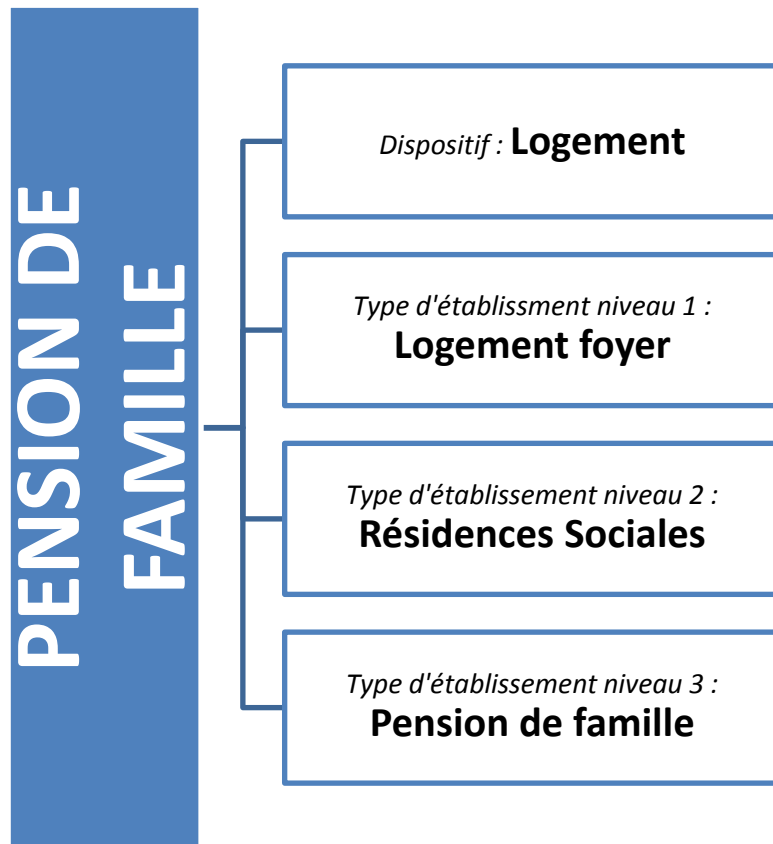 PENSION DE
FAMILLE
Dispositif : Logement
Type d'établissment niveau 1 :
Logement foyer
Type d'établissement niveau 2 :
Résidences Sociales
Type d'établissement niveau 3 :
Pension de famille